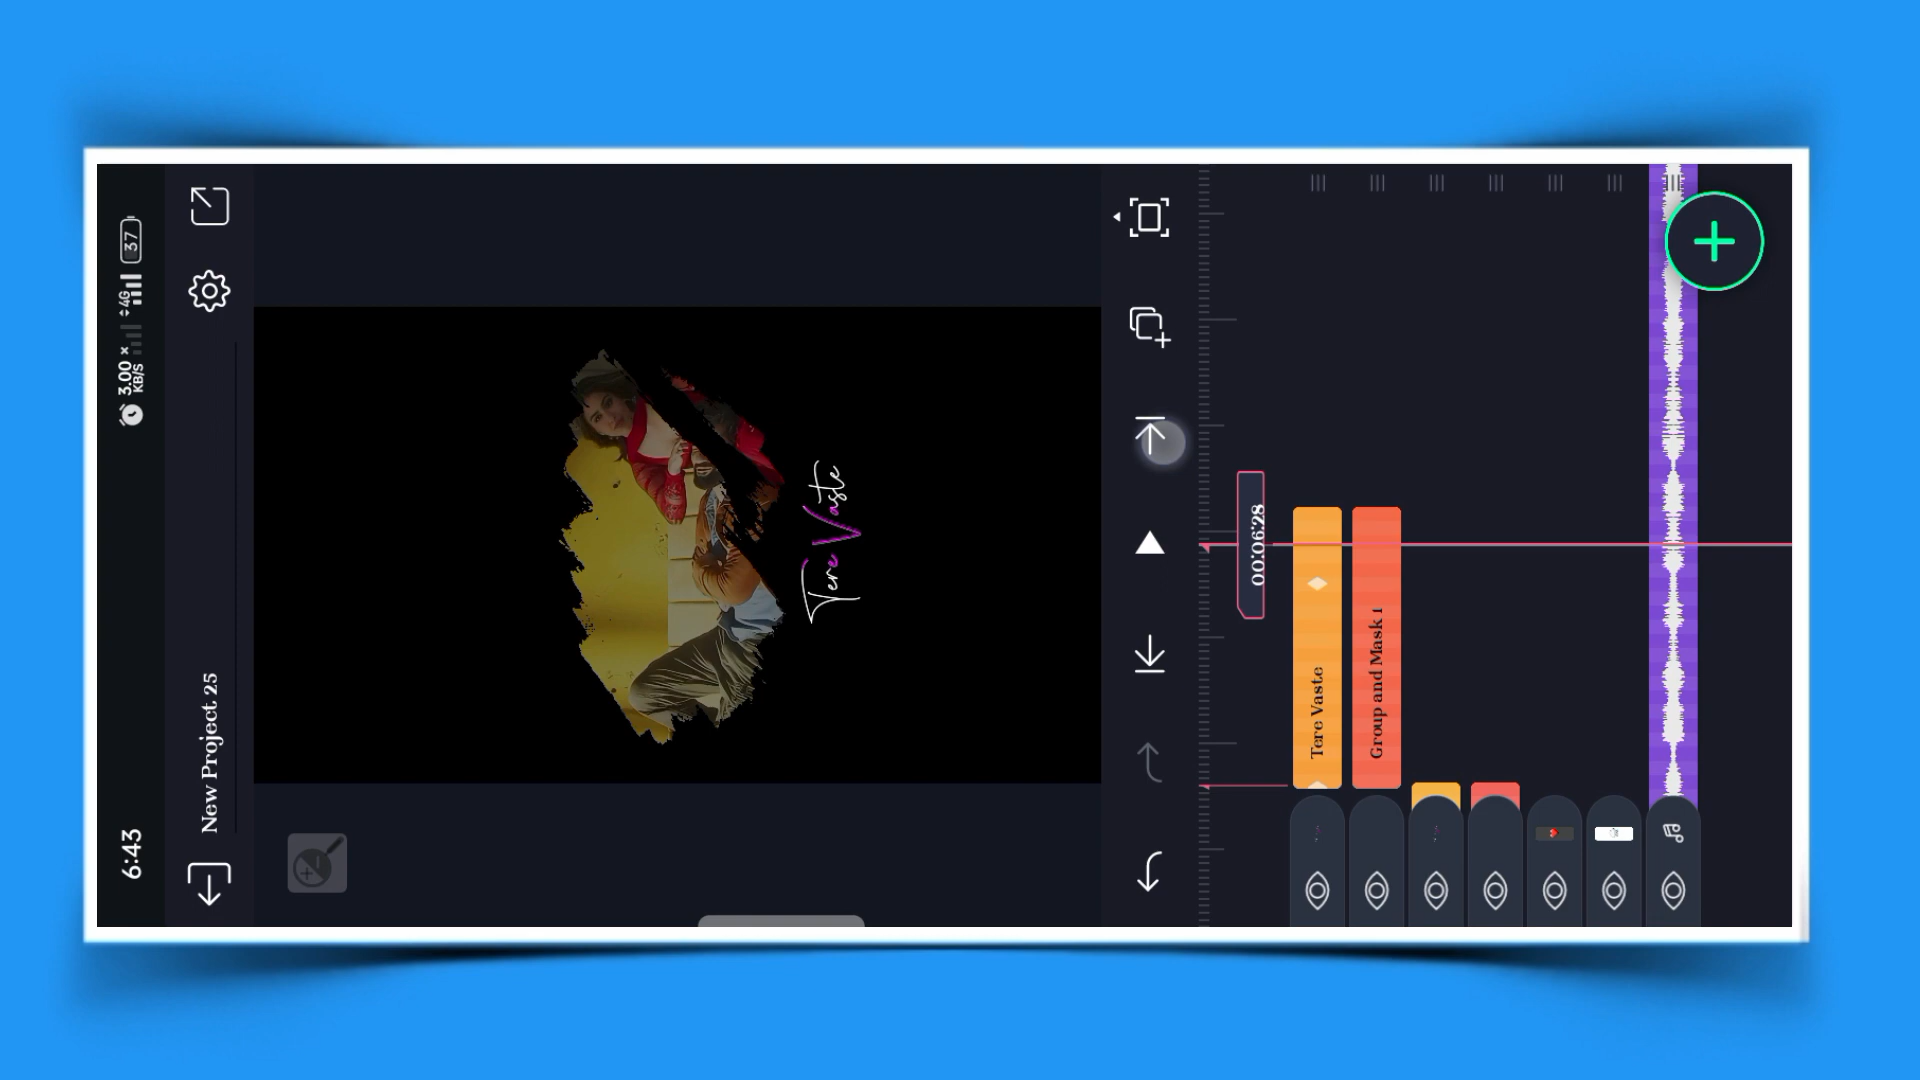 6:43
3.00 KB/S
4G
37
New Project 25
Tere Vaste
00:06:28
Tere Vaste
Group and Mask 1